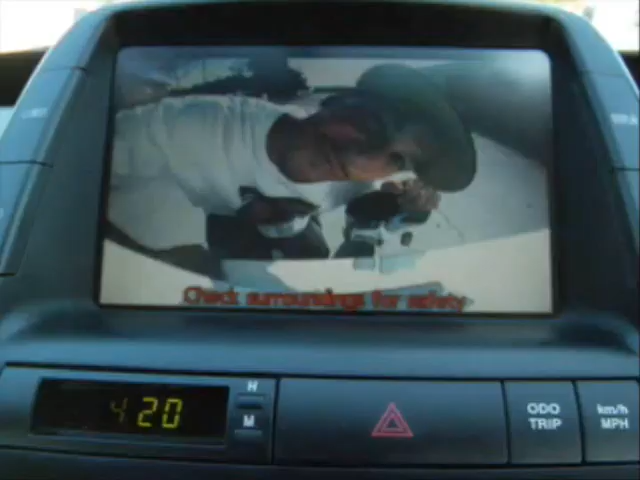 Check surroundings for safety
4 20
H
M
ODO
TRIP
km/h
MPH